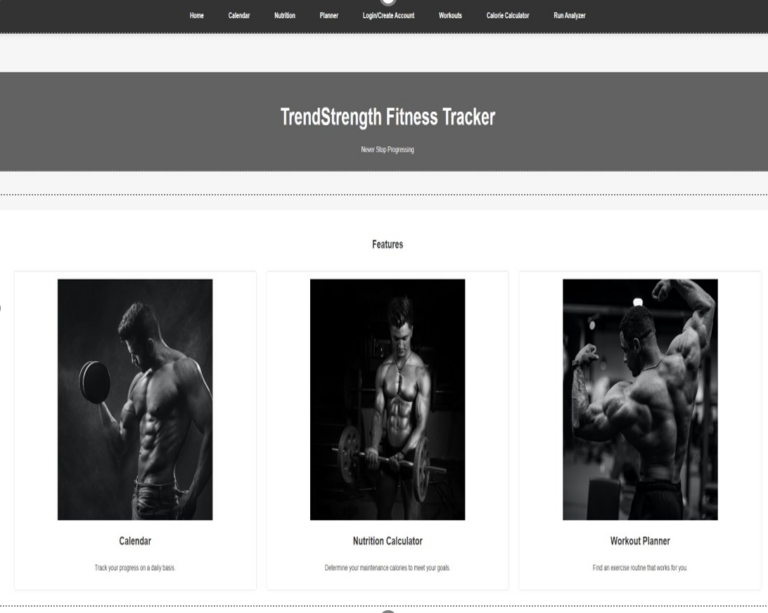 Home Calendar Nutrition Planner Login/Create Account Workouts Calorie Calculator Run Analyzer
TrendStrength Fitness Tracker
Never Stop Progressing
Features
Calendar
Track your progress on a daily basis
Nutrition Calculator
Determine your maintenance calories to meet your goals.
Workout Planner
Find an exercise routine that works for you